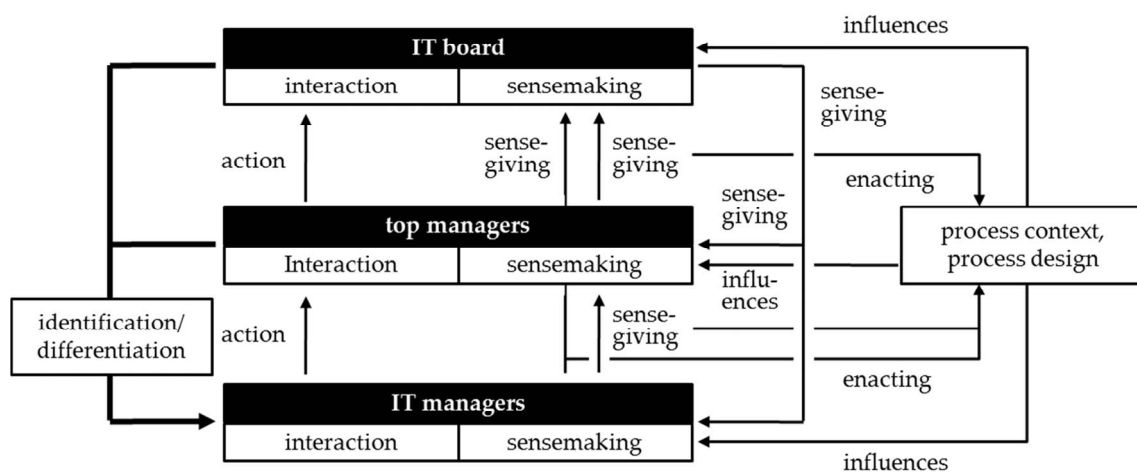 influences
IT board
interaction
sensemaking
sense-
giving
action
sense-
giving
sense-
giving
enacting
sense-
giving
top managers
Interaction
sensemaking
process context,
process design
influ-
ences
identification/
differentiation
action
sense-
giving
enacting
IT managers
interaction
sensemaking
influences